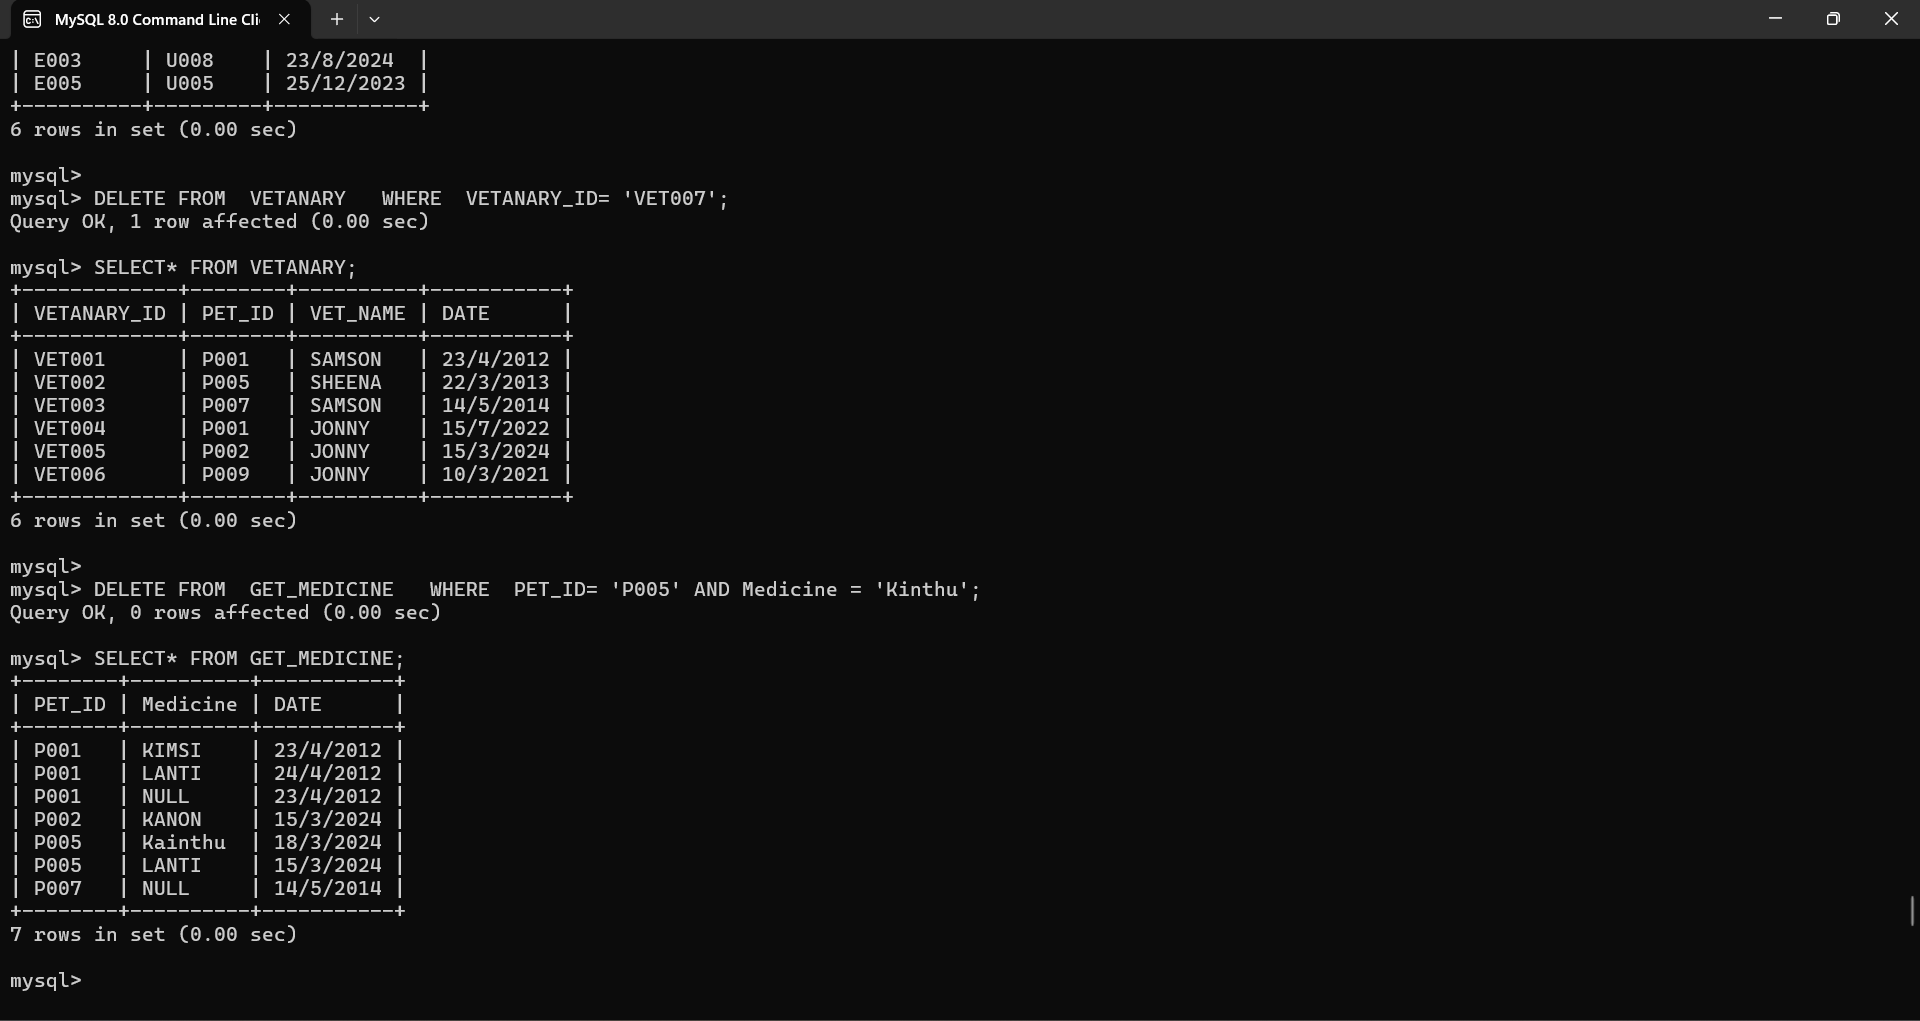 MySQL 8.0 Command Line Cli
| E003     | U008    | 23/8/2024  |
| E005     | U005    | 25/12/2023 |
+----------+---------+------------+
6 rows in set (0.00 sec)
mysql>
mysql> DELETE FROM  VETANARY   WHERE  VETANARY_ID= 'VET007';
Query OK, 1 row affected (0.00 sec)
mysql> SELECT* FROM VETANARY;
+-------------+--------+----------+-----------+
| VETANARY_ID | PET_ID | VET_NAME | DATE      |
+-------------+--------+----------+-----------+
| VET001      | P001   | SAMSON   | 23/4/2012 |
| VET002      | P005   | SHEENA   | 22/3/2013 |
| VET003      | P007   | SAMSON   | 14/5/2014 |
| VET004      | P001   | JONNY    | 15/7/2022 |
| VET005      | P002   | JONNY    | 15/3/2024 |
| VET006      | P009   | JONNY    | 10/3/2021 |
+-------------+--------+----------+-----------+
6 rows in set (0.00 sec)
mysql>
mysql> DELETE FROM  GET_MEDICINE   WHERE  PET_ID= 'P005' AND Medicine = 'Kinthu';
Query OK, 0 rows affected (0.00 sec)
mysql> SELECT* FROM GET_MEDICINE;
+--------+----------+-----------+
| PET_ID | Medicine | DATE      |
+--------+----------+-----------+
| P001   | KIMSI    | 23/4/2012 |
| P001   | LANTI    | 24/4/2012 |
| P001   | NULL     | 23/4/2012 |
| P002   | KANON    | 15/3/2024 |
| P005   | Kainthu  | 18/3/2024 |
| P005   | LANTI    | 15/3/2024 |
| P007   | NULL     | 14/5/2014 |
+--------+----------+-----------+
7 rows in set (0.00 sec)
mysql>